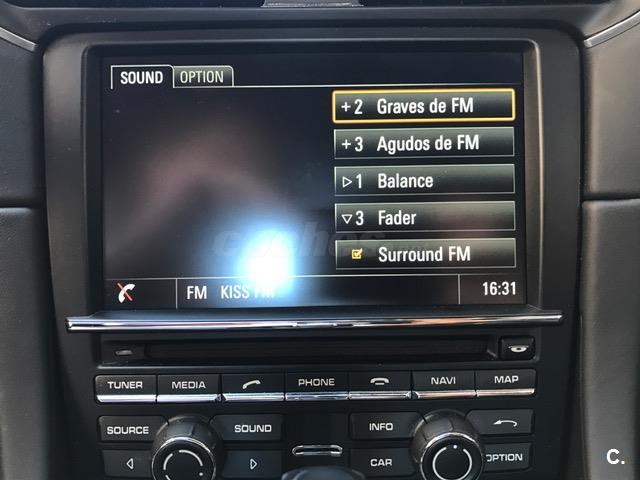 SOUND OPTION
+2 Graves de FM
+3 Agudos de FM
▷1 Balance
▽3 Fader
Surround FM
FM KISS FM 16:31
TUNER MEDIA PHONE NAVI MAP
SOURCE SOUND INFO
CAR OPTION
coches
C.